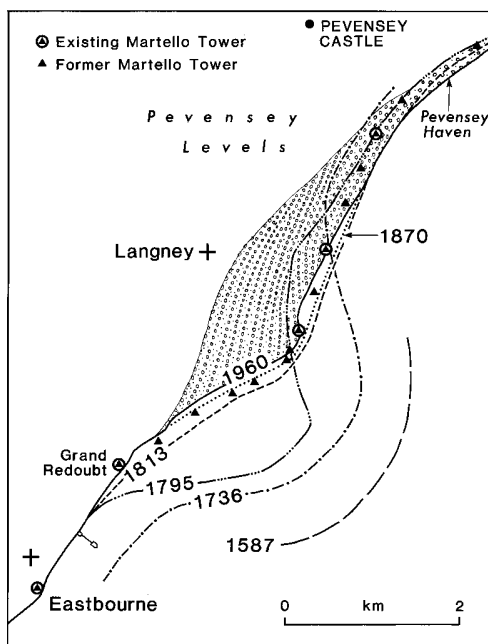 Existing Martello Tower
Former Martello Tower
PEVENSEY
CASTLE
Pevensey
Levels
Pevensey
Haven
Langney
1870
1960
Grand
Redoubt
1813
1795
1736
1587
Eastbourne
0 km 2